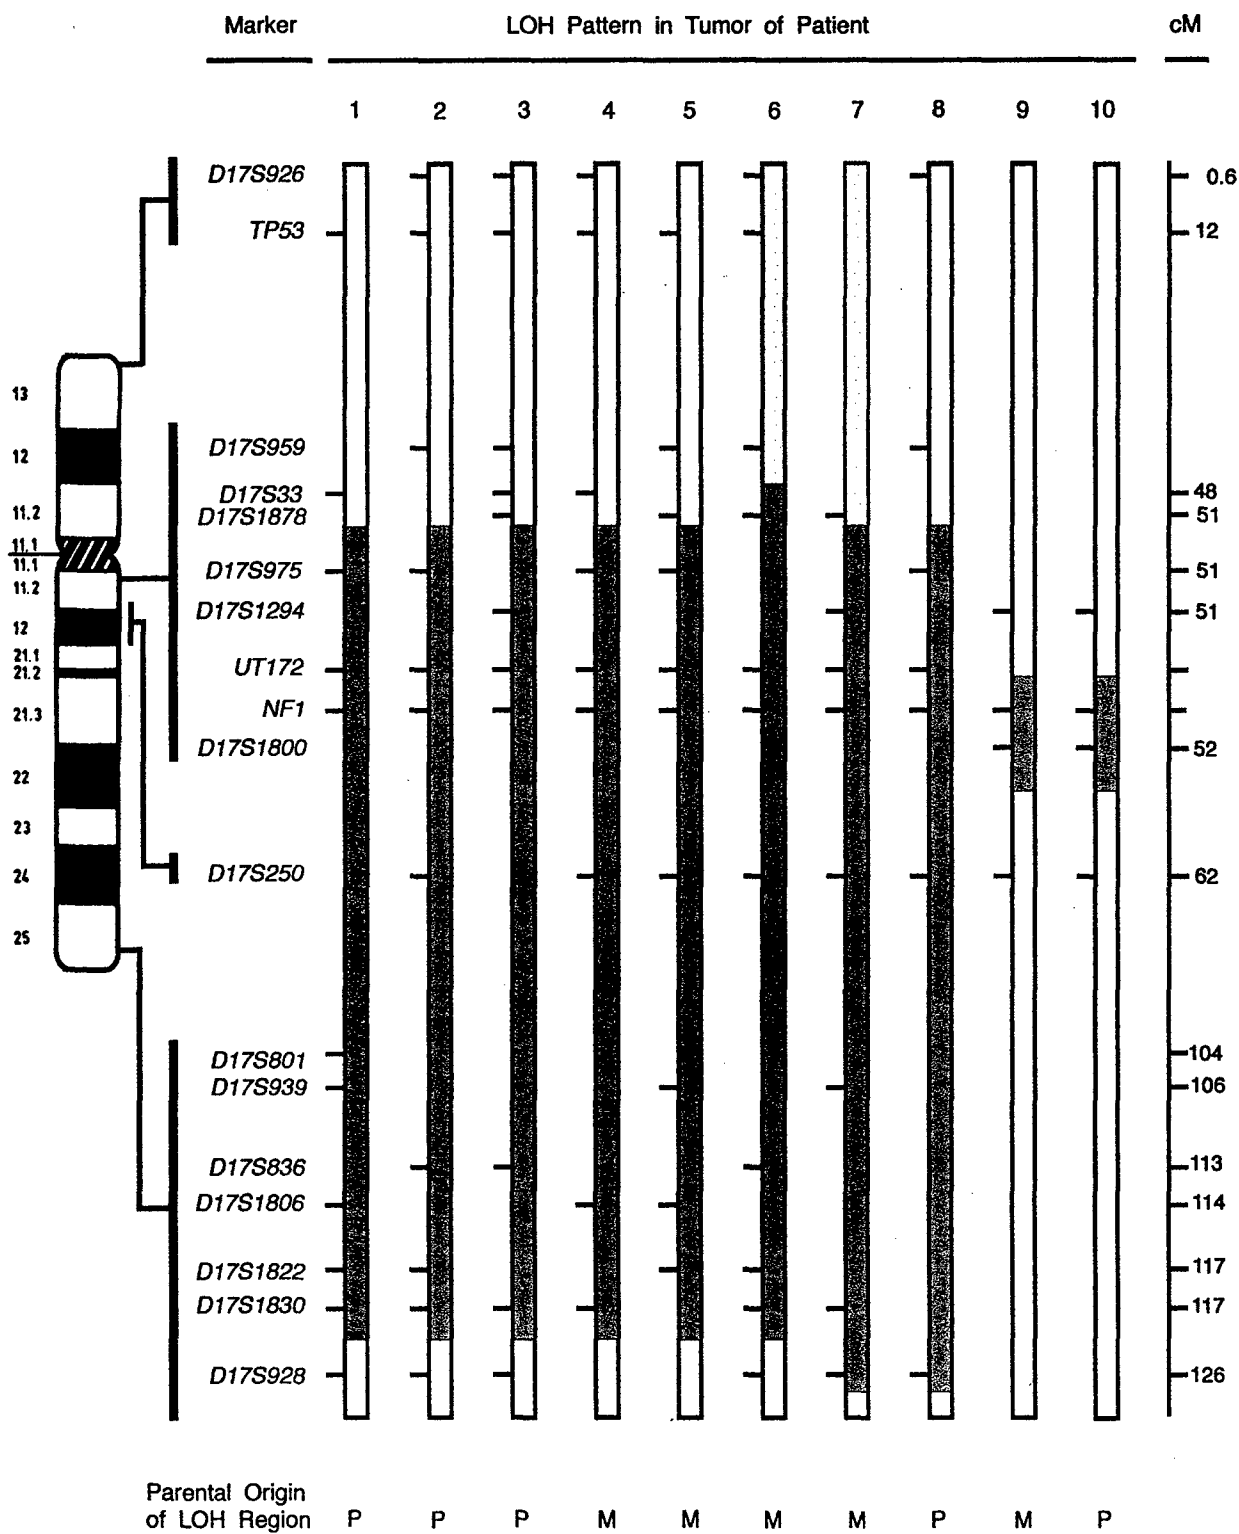 Marker LOH Pattern in Tumor of Patient cM
1 2 3 4 5 6 7 8 9 10
D17S926 0.6
TP53 12
13
12
11.2
11.1
11.1
11.2
12
21.1
21.2
21.3
22
23
24
25
D17S959
D17S33 48
D17S1878 51
D17S975 51
D17S1294 51
UT172
NF1
D17S1800 52
D17S250 62
D17S801 104
D17S939 106
D17S836 113
D17S1806 114
D17S1822 117
D17S1830 117
D17S928 126
Parental Origin
of LOH Region P P P M M M M P M P